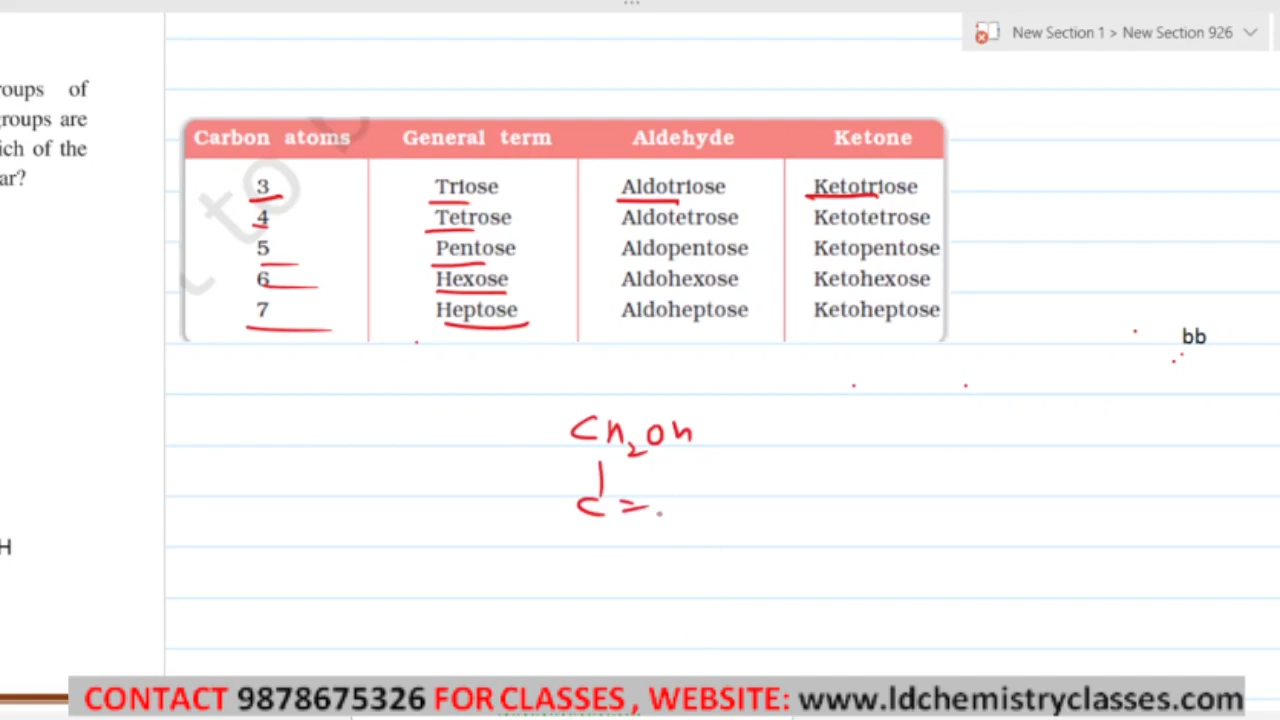 New Section 1 > New Section 926
roups of
groups are
ich of the
ar?
Carbon atoms General term Aldehyde Ketone
3 Triose Aldotriose Ketotriose
4 Tetrose Aldotetrose Ketotetrose
5 Pentose Aldopentose Ketopentose
6 Hexose Aldohexose Ketohexose
7 Heptose Aldoheptose Ketoheptose
bb
CH2OH
C=
H
CONTACT 9878675326 FOR CLASSES , WEBSITE: www.ldchemistryclasses.com